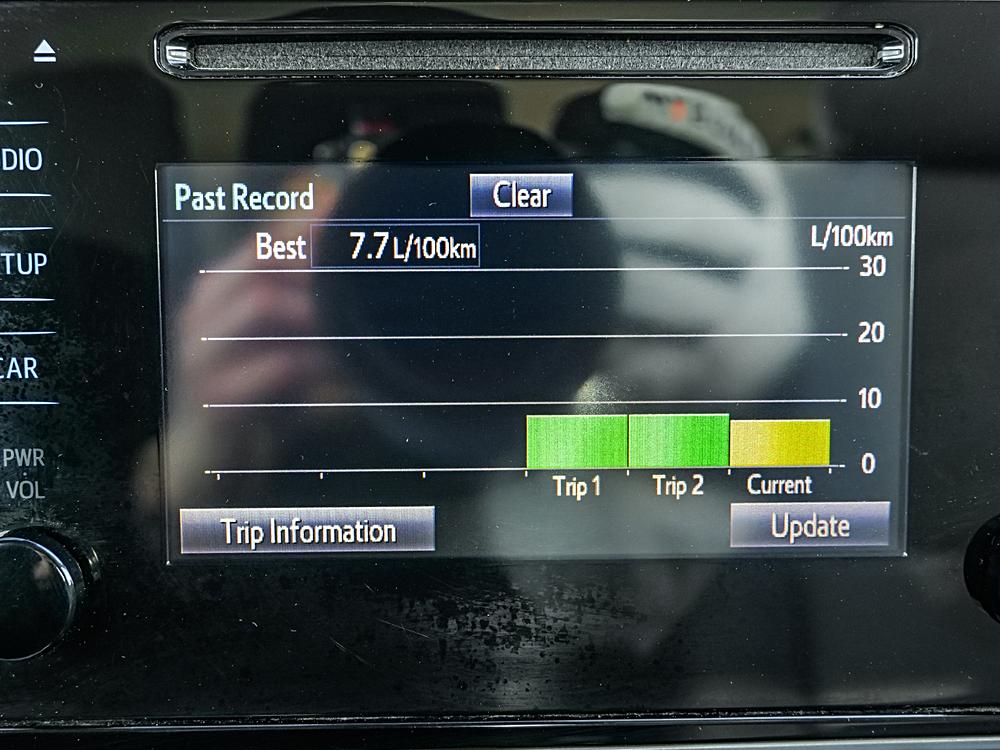 DIO
TUP
CAR
PWR
VOL
Past Record
Clear
Best 7.7 L/100km
L/100km
30
20
10
0
Trip 1 Trip 2 Current
Trip Information
Update